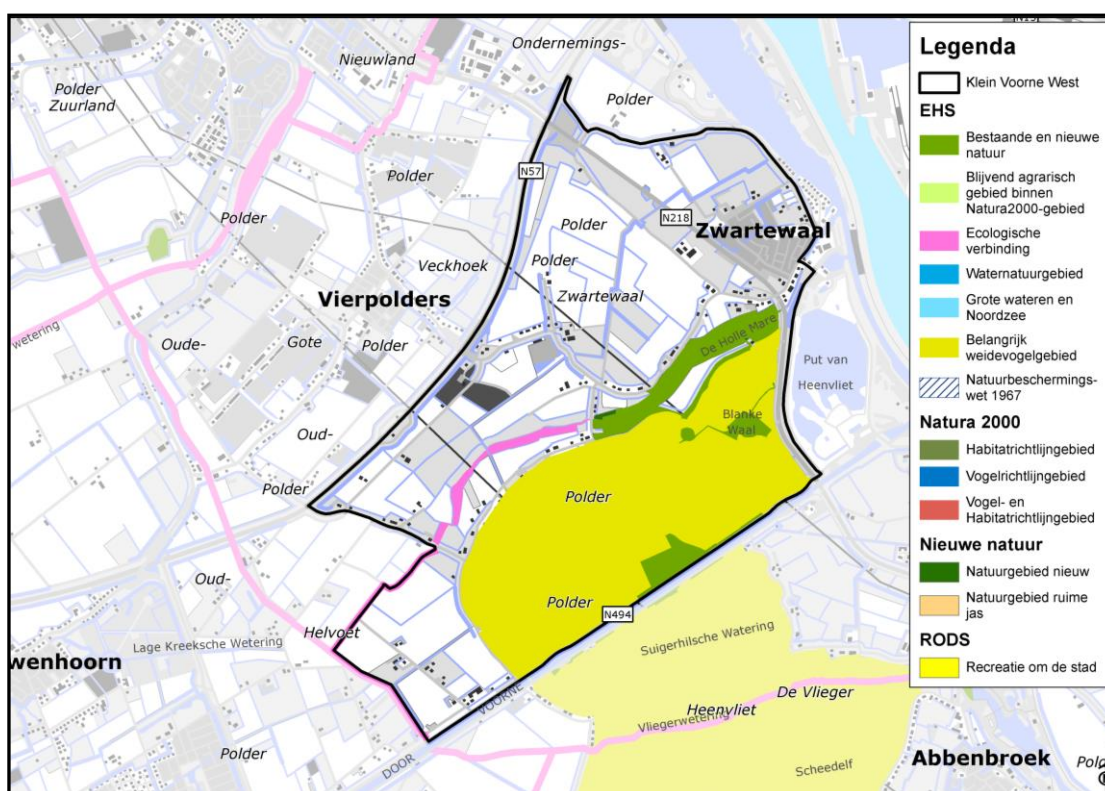 Ondernemings-
Nieuwland
Polder
Zuurland
Polder
N57
Polder
Polder
Polder
N218
Zwartewaal
Polder
Veckhoek
Zwartewaal
Vierpolders
wetering
Oude-
Gote
Polder
De Holle Mare
Put van
Heenvliet
Blanke
Waal
Oud-
Polder
Polder
Oud-
Polder
N494
Helvoet
Lage Kreeksche Wetering
wenhoorn
Suigerhilsche Watering
VOORNE
De Vlieger
Heenvliet
Vliegerwetering
DOOR
Polder
Scheedelf
Abbenbroek
Legenda
Klein Voorne West
EHS
Bestaande en nieuwe
natuur
Blijvend agrarisch
gebied binnen
Natura2000-gebied
Ecologische
verbinding
Waternatuurgebied
Grote wateren en
Noordzee
Belangrijk
weidevogelgebied
Natuurbeschermings-
wet 1967
Natura 2000
Habitatrichtlijngebied
Vogelrichtlijngebied
Vogel- en
Habitatrichtlijngebied
Nieuwe natuur
Natuurgebied nieuw
Natuurgebied ruime
jas
RODS
Recreatie om de stad